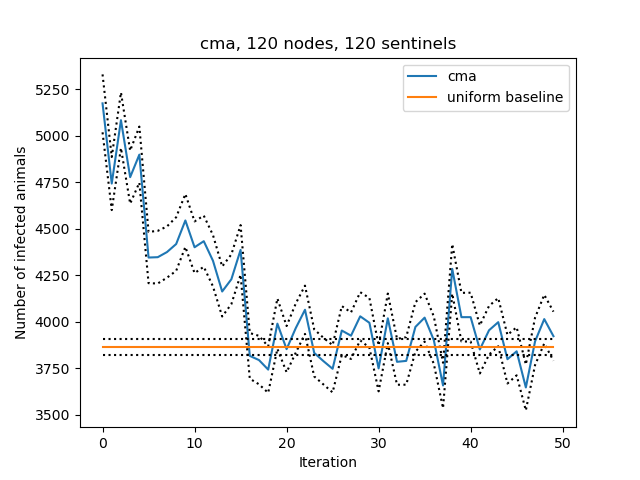 cma, 120 nodes, 120 sentinels
cma
uniform baseline
Number of infected animals
5250
5000
4750
4500
4250
4000
3750
3500
0 10 20 30 40 50
Iteration